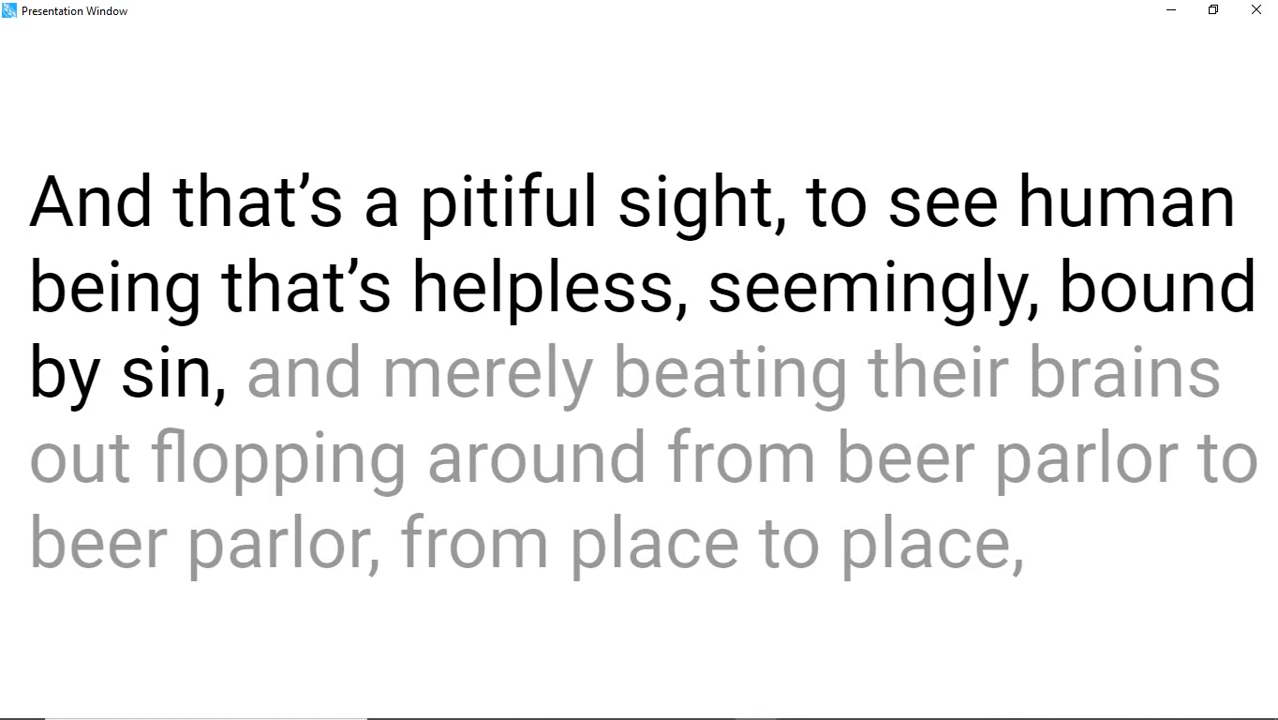 Presentation Window
And that’s a pitiful sight, to see human
being that’s helpless, seemingly, bound
by sin, and merely beating their brains
out flopping around from beer parlor to
beer parlor, from place to place,